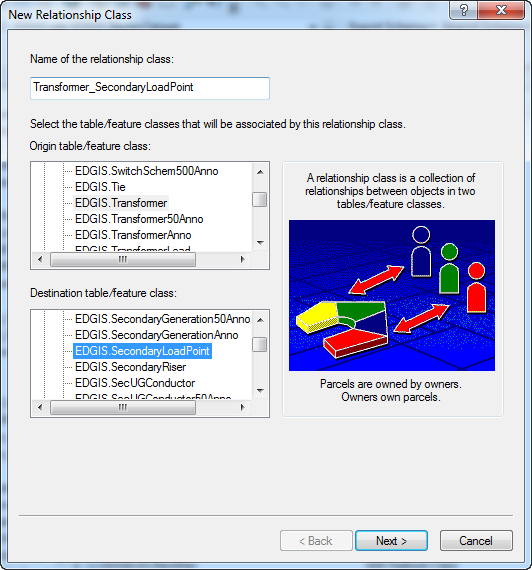 New Relationship Class
Name of the relationship class:
Transformer_SecondaryLoadPoint
Select the table/feature classes that will be associated by this relationship class.
Origin table/feature class:
EDGIS.SwitchSchem500Anno
EDGIS.Tie
EDGIS.Transformer
EDGIS.Transformer50Anno
EDGIS.TransformerAnno
EDGIS.TransformerLoad
A relationship class is a collection of
relationships between objects in two
tables/feature classes.
Destination table/feature class:
EDGIS.SecondaryGeneration50Anno
EDGIS.SecondaryGenerationAnno
EDGIS.SecondaryLoadPoint
EDGIS.SecondaryRiser
EDGIS.SecUGConductor
EDGIS.SecUGConductor50Anno
Parcels are owned by owners.
Owners own parcels.
< Back
Next >
Cancel